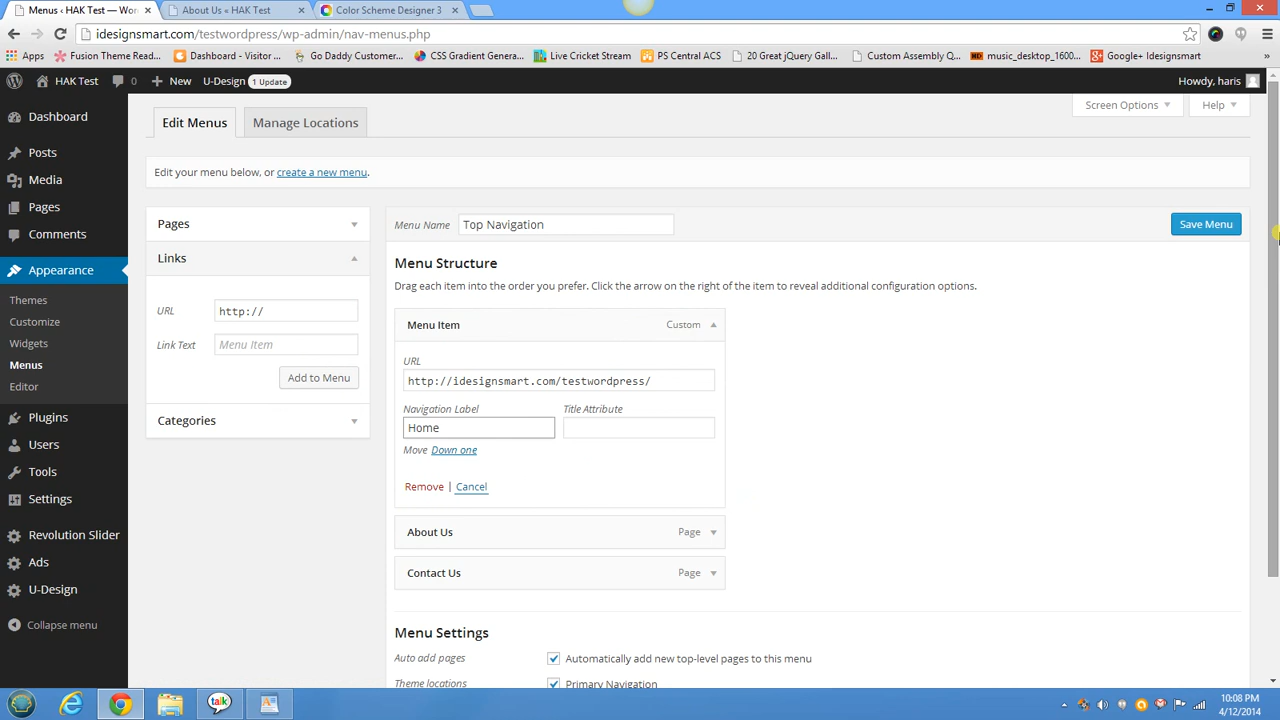 Menus ‹ HAK Test — Wor
About Us « HAK Test
Color Scheme Designer 3
idesignsmart.com/testwordpress/wp-admin/nav-menus.php
Apps
Fusion Theme Read...
Dashboard - Visitor ...
Go Daddy Customer...
CSS Gradient Genera...
Live Cricket Stream
PS Central ACS
20 Great jQuery Gall...
Custom Assembly Q...
music_desktop_1600...
Google+ Idesignsmart
»
HAK Test
0
New
U-Design
1 Update
Howdy, haris
Screen Options
Help
Edit Menus
Manage Locations
Dashboard
Posts
Media
Pages
Comments
Appearance
Themes
Customize
Widgets
Menus
Editor
Plugins
Users
Tools
Settings
Revolution Slider
Ads
U-Design
Collapse menu
Edit your menu below, or create a new menu.
Pages
Links
URL
http://
Link Text
Menu Item
Add to Menu
Categories
Menu Name
Top Navigation
Save Menu
Menu Structure
Drag each item into the order you prefer. Click the arrow on the right of the item to reveal additional configuration options.
Menu Item
Custom
URL
http://idesignsmart.com/testwordpress/
Navigation Label
Title Attribute
Home
Move Down one
Remove | Cancel
About Us
Page
Contact Us
Page
Menu Settings
Auto add pages
Automatically add new top-level pages to this menu
Theme locations
Primary Navigation
talk
10:08 PM
4/12/2014